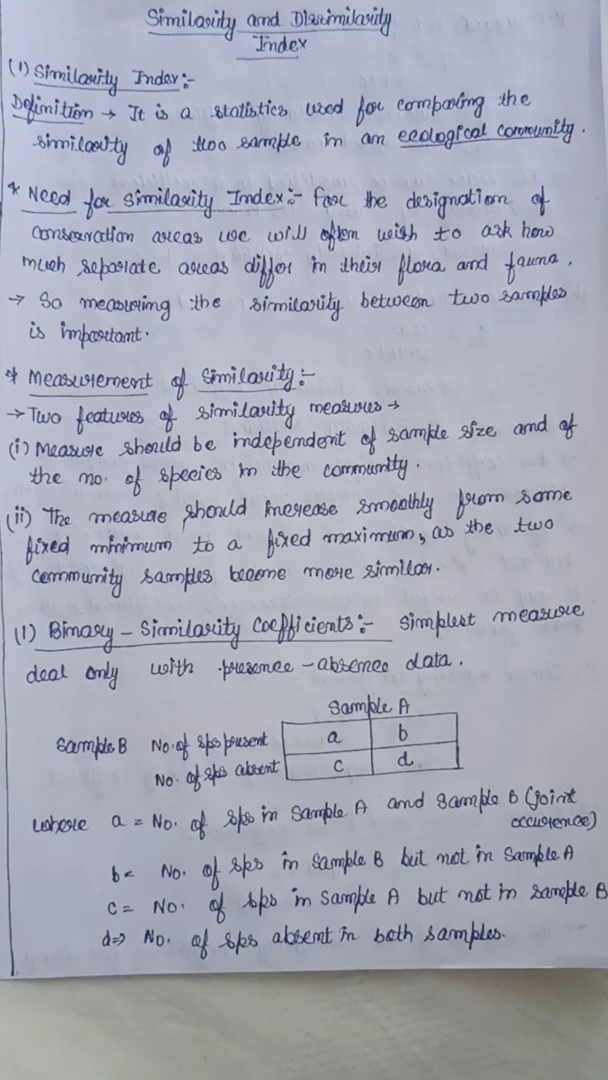 Similarity and Dissimilarity
Index
(1) Similarity Index:-
Definition → It is a statistics used for comparing the
similarity of two sample in an ecological community.
* Need for similarity Index:- For the designation of
conservation areas we will often wish to ask how
much separate areas differ in their flora and fauna.
→ So measuring the similarity between two samples
is important.
* Measurement of Similarity:-
→ Two features of similarity measures →
(i) Measure should be independent of sample size and of
the no. of species in the community.
(ii) The measure should increase smoothly from some
fixed minimum to a fixed maximum, as the two
community samples become more similar.
(1) Binary - Similarity Coefficients:- simplest measure
deal only with presence - absence data.
Sample A
Sample B No. of sps present a b
No. of sps absent c d
where a = No. of sps in sample A and sample B (joint
occurence)
b = No. of sps in sample B but not in sample A
c = No. of sps in sample A but not in sample B
d => No. of sps absent in both samples.